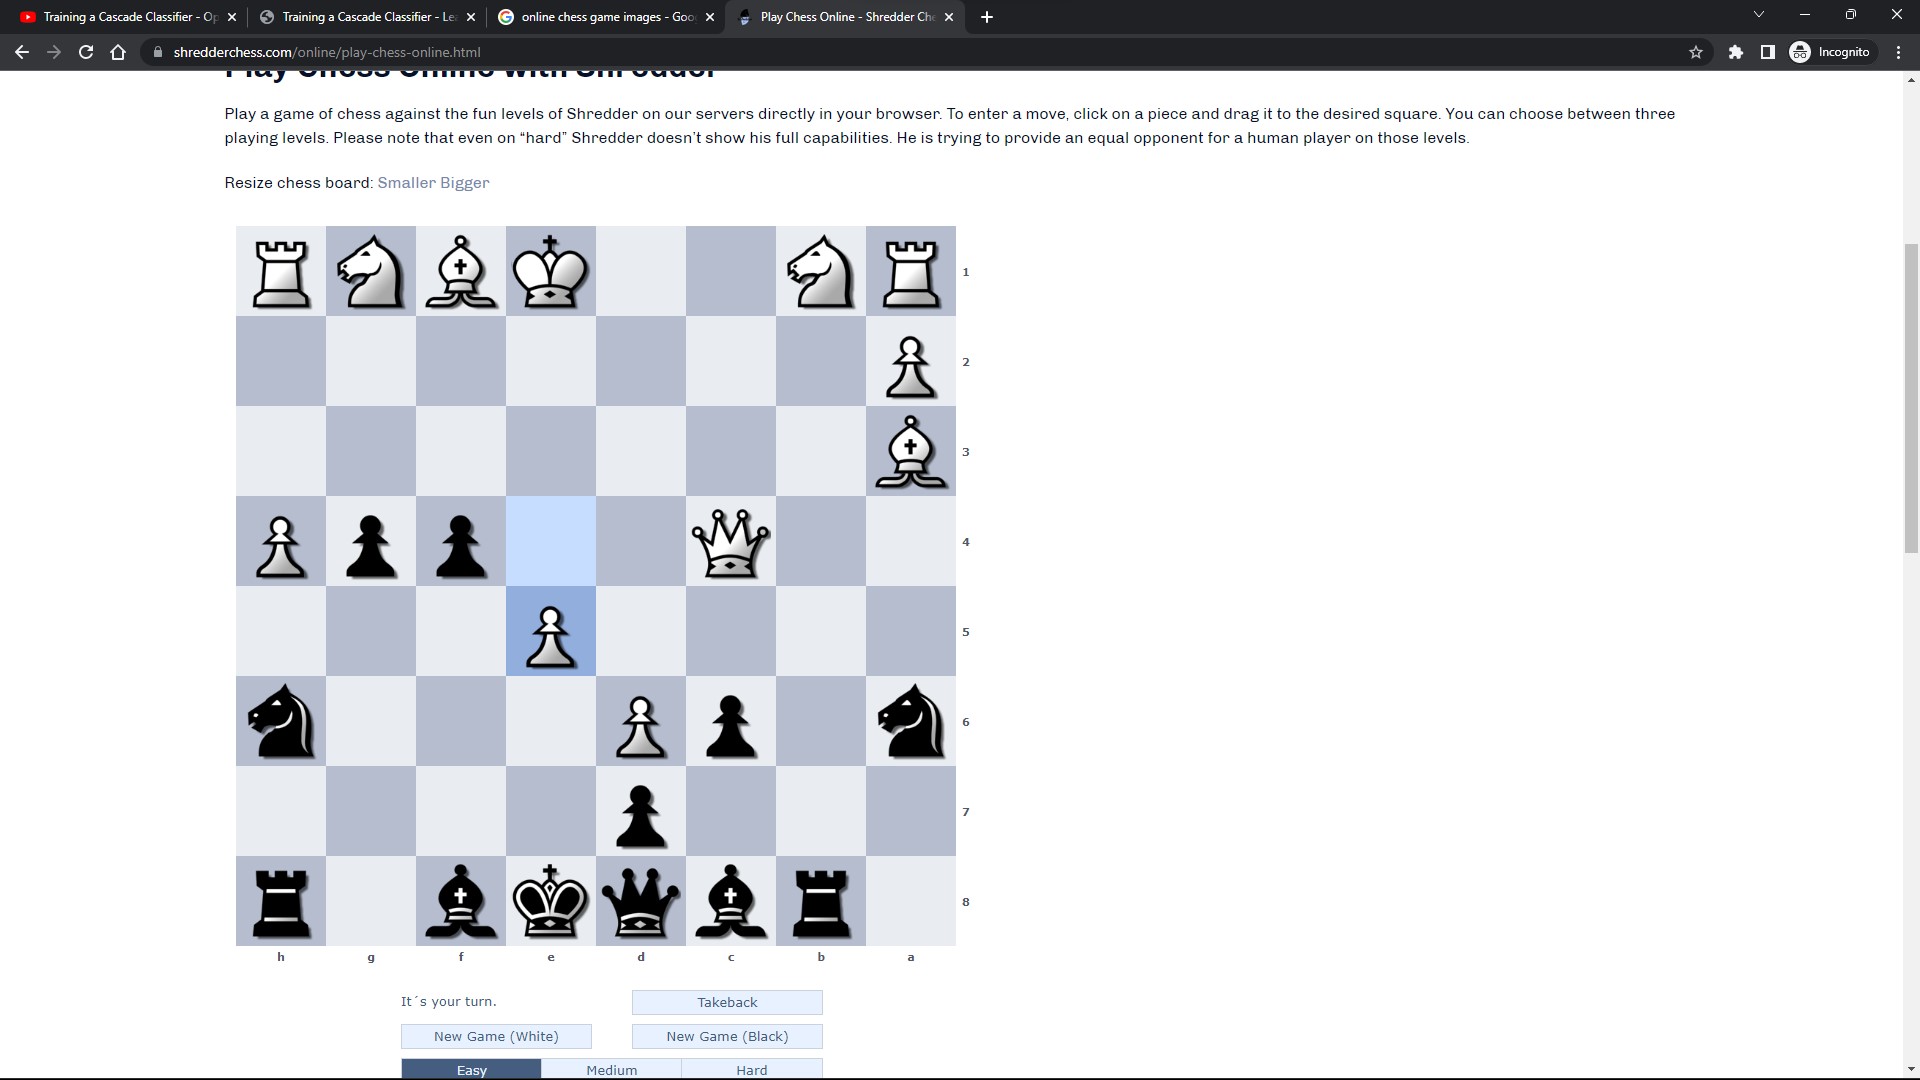 Training a Cascade Classifier - Op
Training a Cascade Classifier - Le
online chess game images - Goo
Play Chess Online - Shredder Che
shredderchess.com/online/play-chess-online.html
Incognito
Play Chess Online with Shredder
Play a game of chess against the fun levels of Shredder on our servers directly in your browser. To enter a move, click on a piece and drag it to the desired square. You can choose between three
playing levels. Please note that even on “hard” Shredder doesn’t show his full capabilities. He is trying to provide an equal opponent for a human player on those levels.
Resize chess board: Smaller Bigger
1
2
3
4
5
6
7
8
h g f e d c b a
It´s your turn.
Takeback
New Game (White)
New Game (Black)
Easy
Medium
Hard